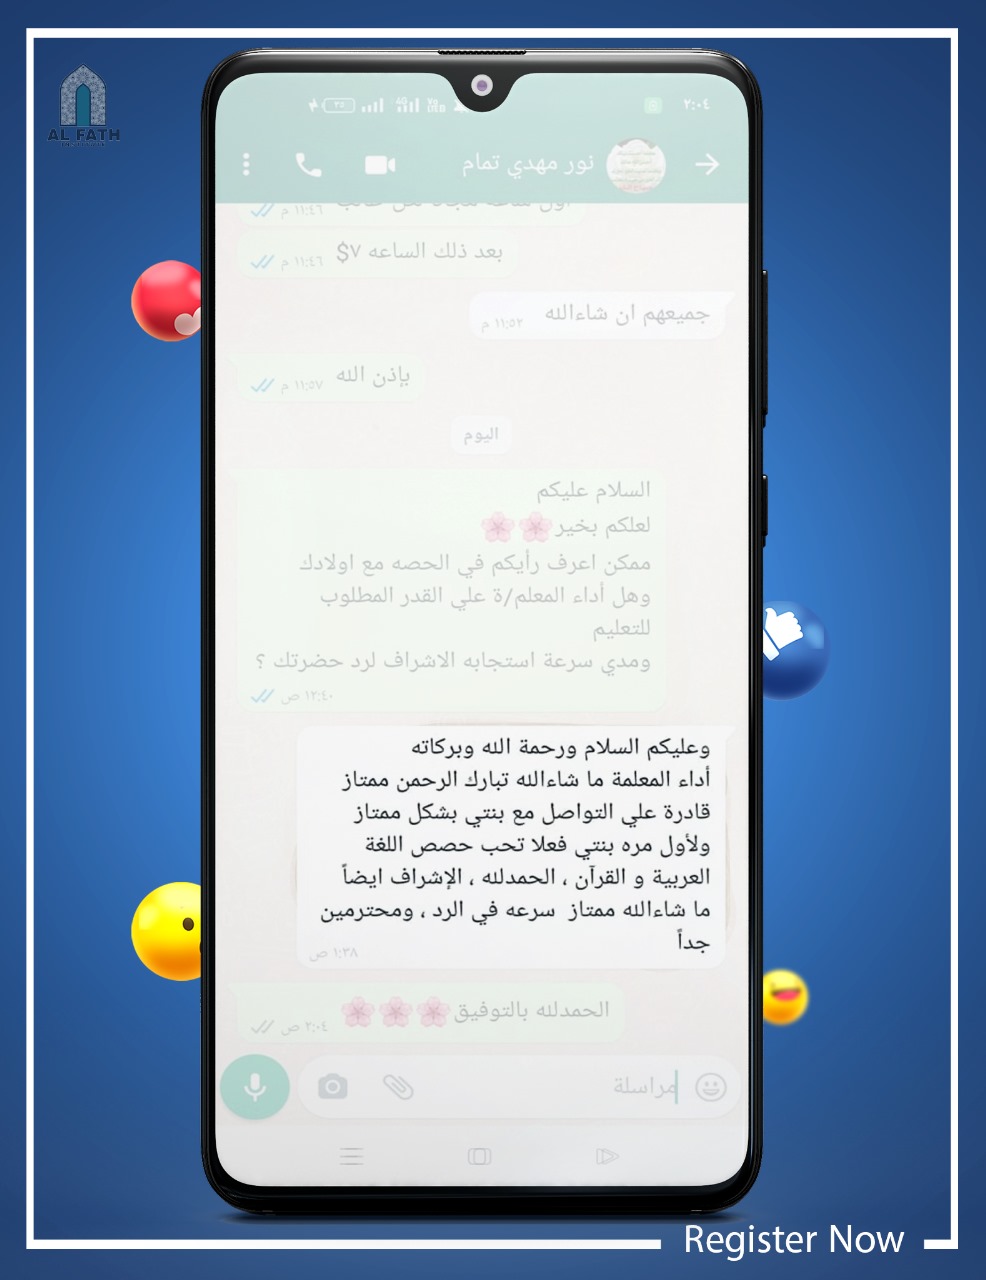 AL FATH
٢:٠٤
٣٥
نور مهدي تمام
١١:٤٦ م
بعد ذلك الساعه ٧$
١١:٤٦ م
جميعهم ان شاءالله
١١:٥٢ م
بإذن الله
١١:٥٧ م
اليوم
السلام عليكم
لعلكم بخير🌸🌸
ممكن اعرف رأيكم في الحصه مع اولادك
وهل أداء المعلم/ة علي القدر المطلوب
للتعليم
ومدي سرعة استجابه الاشراف لرد حضرتك ؟
١٢:٤٠ ص
وعليكم السلام ورحمة الله وبركاته
أداء المعلمة ما شاءالله تبارك الرحمن ممتاز
قادرة علي التواصل مع بنتي بشكل ممتاز
ولأول مره بنتي فعلا تحب حصص اللغة
العربية و القرآن ، الحمدلله ، الإشراف ايضاً
ما شاءالله ممتاز سرعه في الرد ، ومحترمين
جداً
١:٣٨ ص
الحمدلله بالتوفيق🌸🌸🌸
٢:٠٤ ص
مراسلة
Register Now